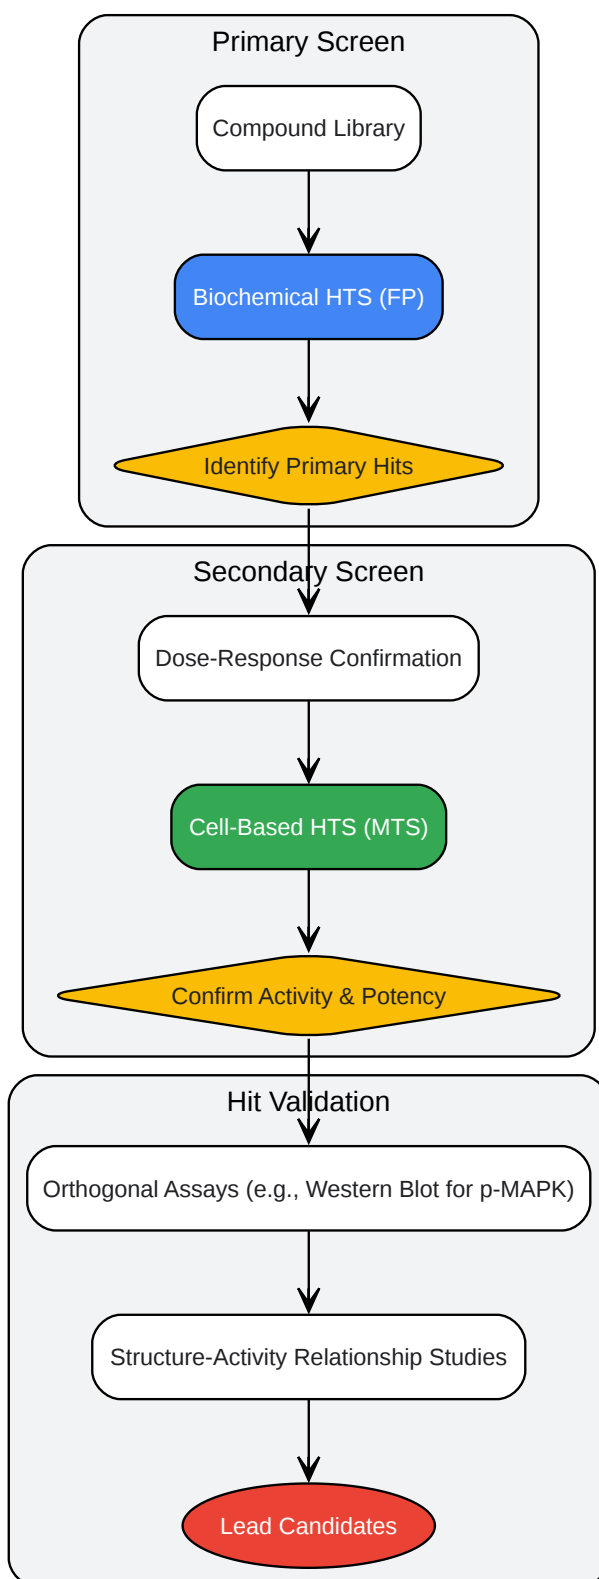 Primary Screen
Compound Library
Biochemical HTS (FP)
Identify Primary Hits
Secondary Screen
Dose-Response Confirmation
Cell-Based HTS (MTS)
Confirm Activity & Potency
Hit Validation
Orthogonal Assays (e.g., Western Blot for p-MAPK)
Structure-Activity Relationship Studies
Lead Candidates